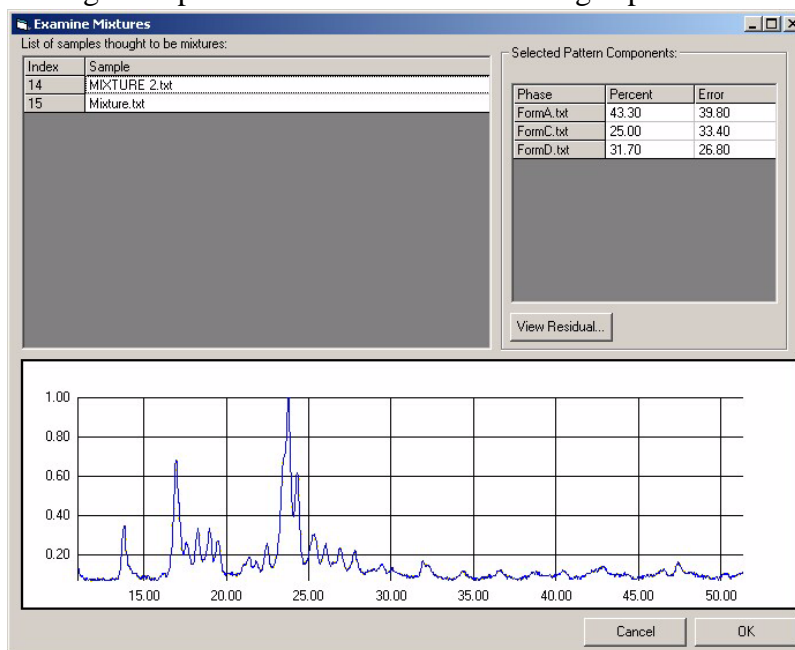 Examine Mixtures
List of samples thought to be mixtures:
Index Sample
14 MIXTURE 2.txt
15 Mixture.txt
Selected Pattern Components:
Phase Percent Error
FormA.txt 43.30 39.80
FormC.txt 25.00 33.40
FormD.txt 31.70 26.80
View Residual...
1.00
0.80
0.60
0.40
0.20
15.00 20.00 25.00 30.00 35.00 40.00 45.00 50.00
Cancel OK